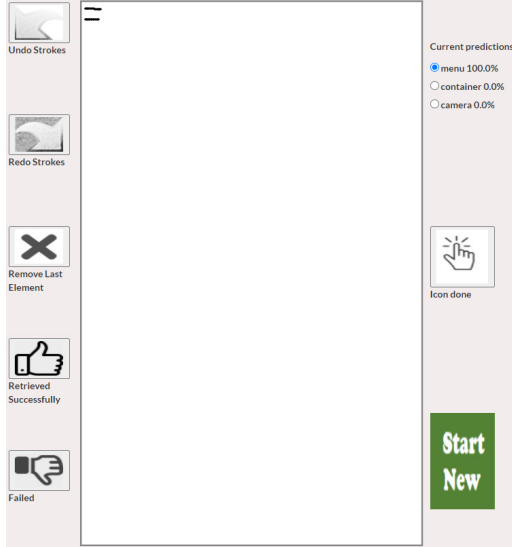 Undo Strokes
Redo Strokes
Remove Last
Element
Retrieved
Successfully
Failed
Current predictions
menu 100.0%
container 0.0%
camera 0.0%
Icon done
Start
New